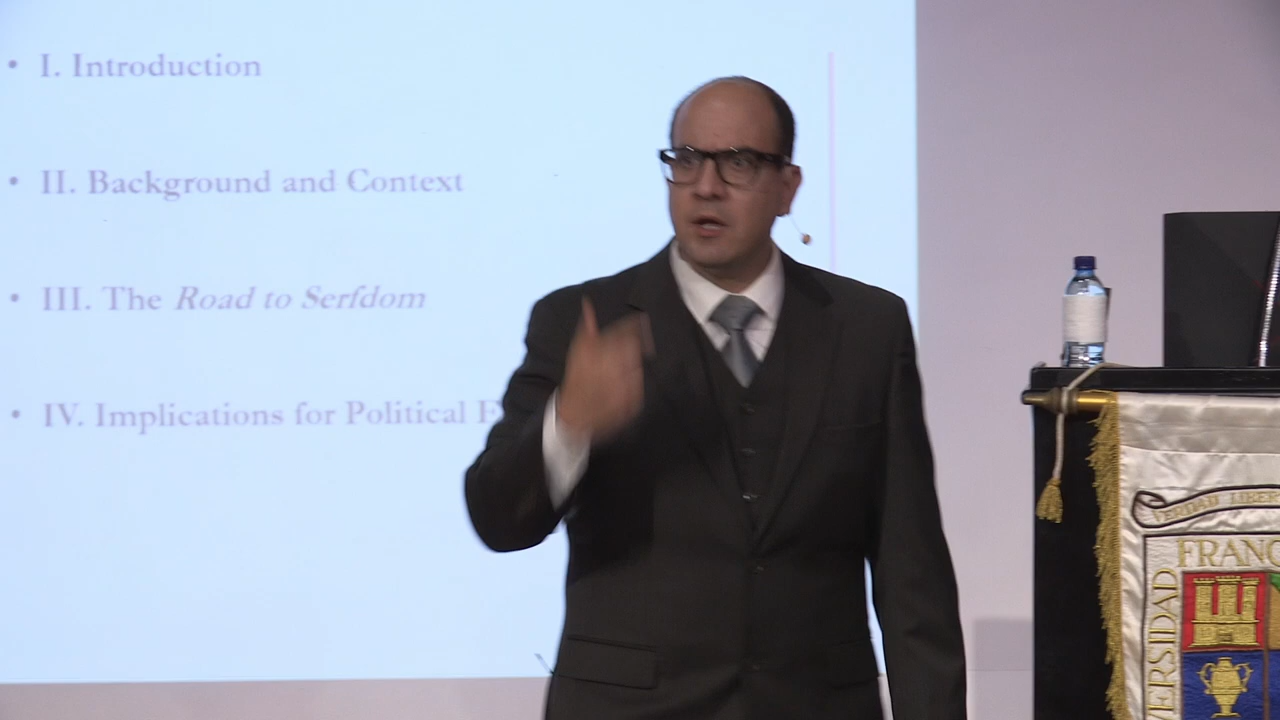 • I. Introduction
• II. Background and Context
• III. The Road to Serfdom
• IV. Implications for Political
FRANC
VERSIDAD